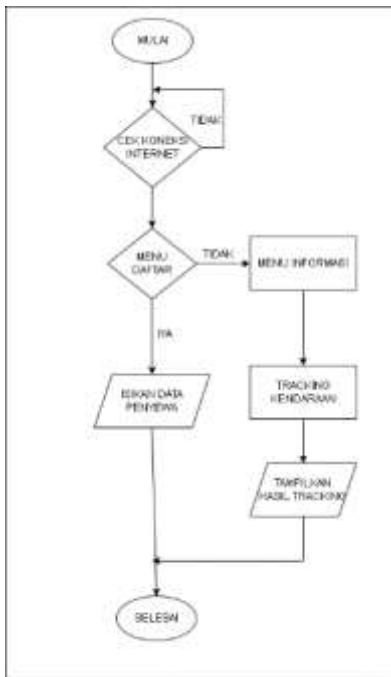 MULAI
TIDAK
CEK KONEKSI
INTERNET
MENU
DAFTAR
TIDAK
MENU INFORMASI
IYA
ISIKAN DATA
PENYEWA
TRACKING
KENDARAAN
TAMPILKAN
HASIL TRACKING
SELESAI